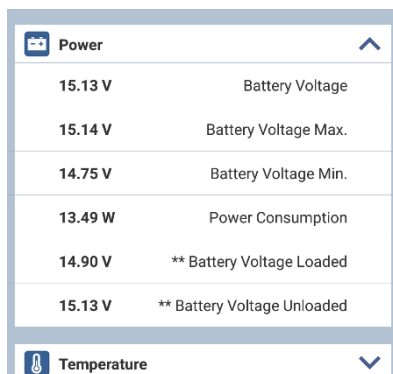 Power
15.13 V Battery Voltage
15.14 V Battery Voltage Max.
14.75 V Battery Voltage Min.
13.49 W Power Consumption
14.90 V ** Battery Voltage Loaded
15.13 V ** Battery Voltage Unloaded
Temperature